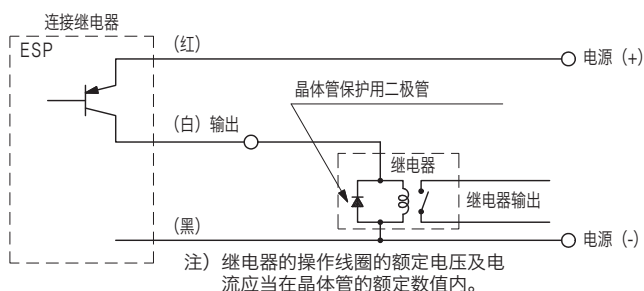 连接继电器
ESP
（红）
电源（+）
晶体管保护用二极管
（白）输出
继电器
继电器输出
（黑）
电源（-）
注）继电器的操作线圈的额定电压及电
流应当在晶体管的额定数值内。